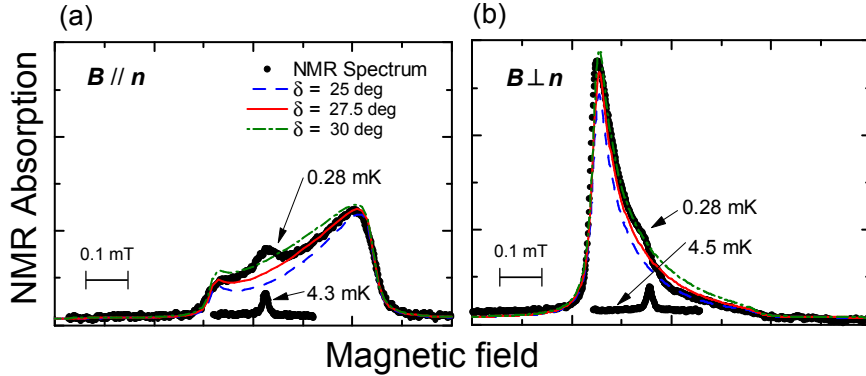 (a)
(b)
B // n
NMR Spectrum
δ = 25 deg
δ = 27.5 deg
δ = 30 deg
B ⊥ n
0.28 mK
0.28 mK
4.5 mK
0.1 mT
0.1 mT
4.3 mK
NMR Absorption
Magnetic field